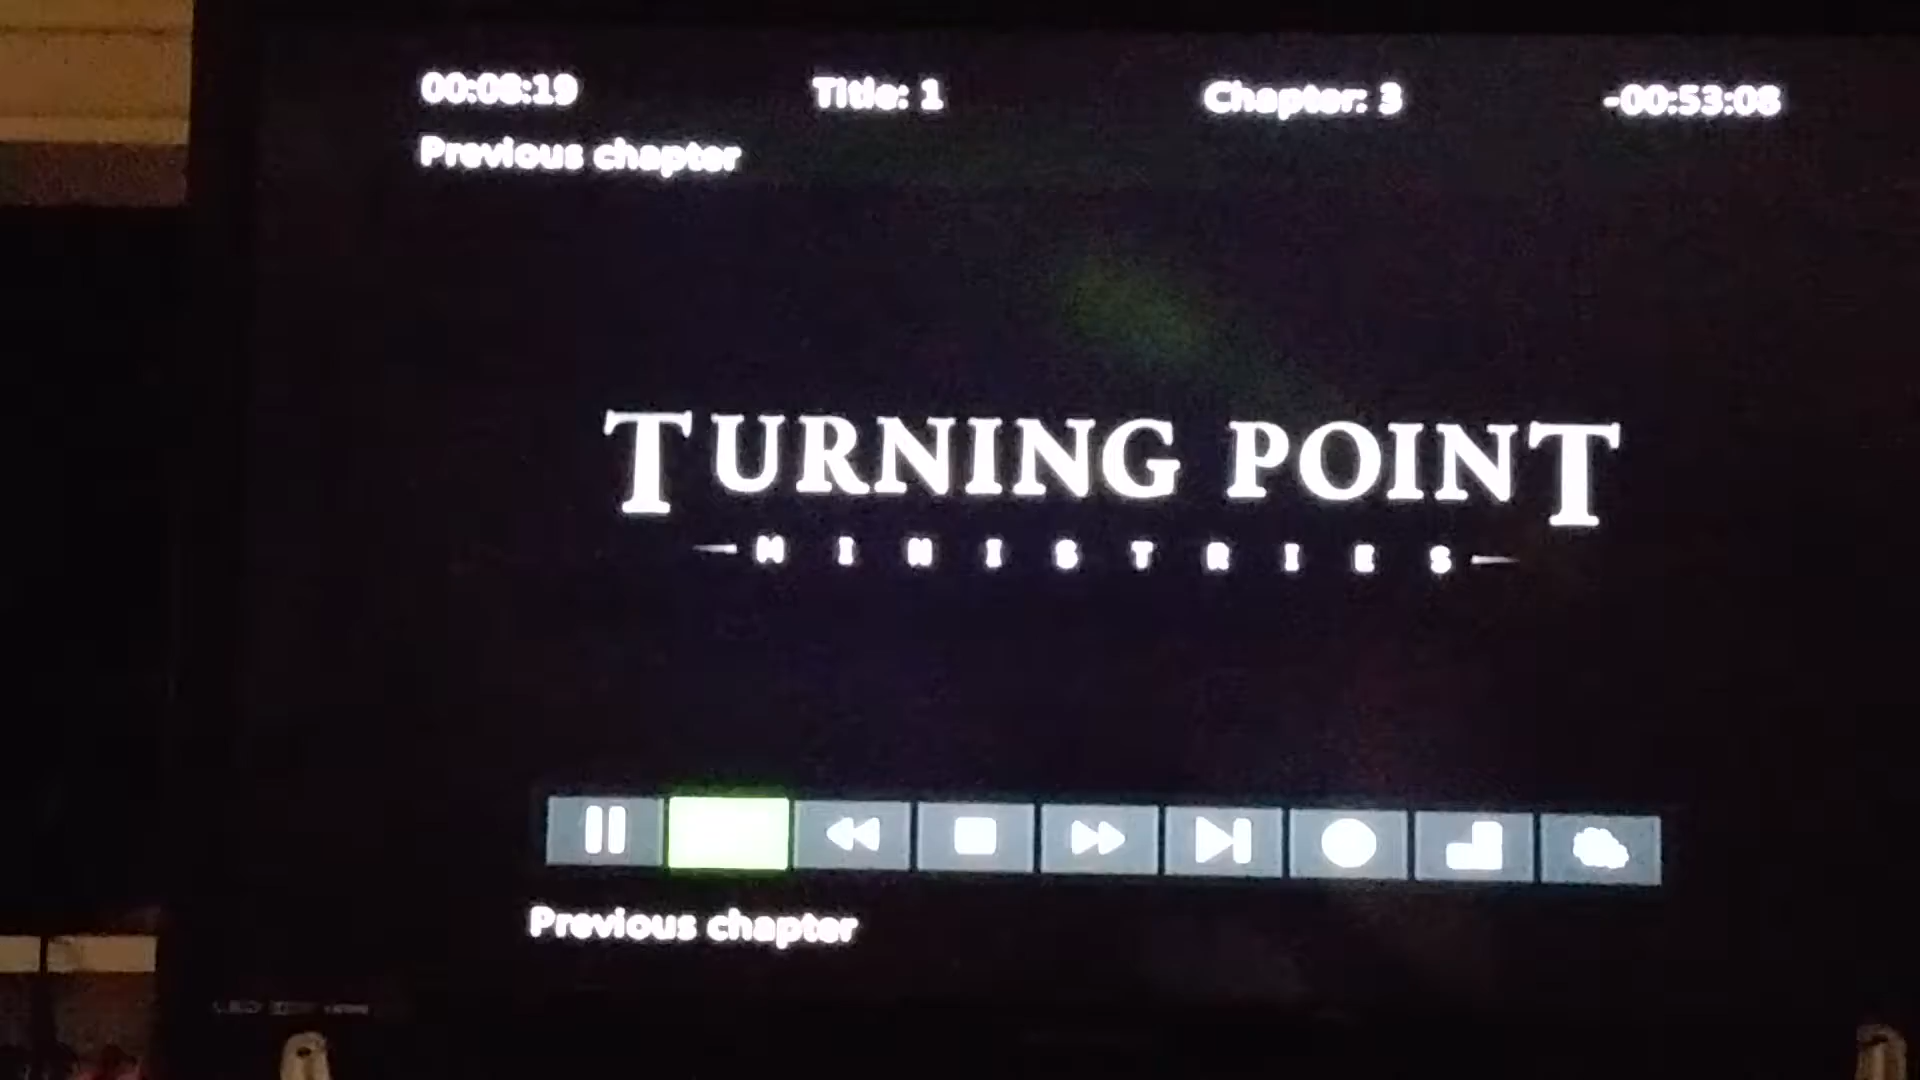 00:08:19 Title: 1 Chapter: 3 -00:53:08
Previous chapter
TURNING POINT
MINISTRIES
Previous chapter